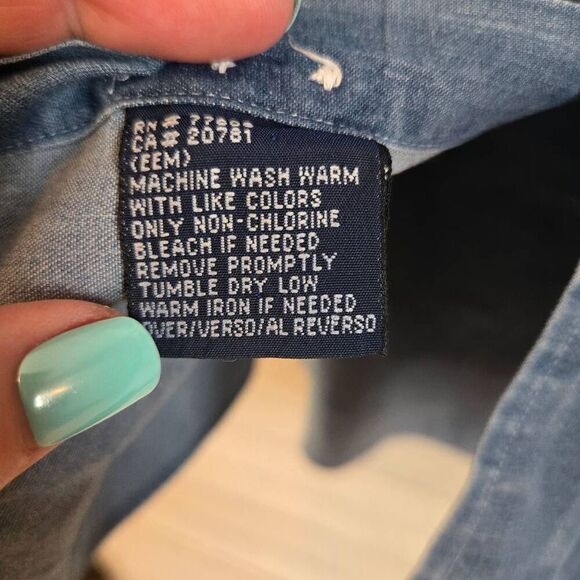 RN #
CA# 20781
(EEM)
MACHINE WASH WARM
WITH LIKE COLORS
ONLY NON-CHLORINE
BLEACH IF NEEDED
REMOVE PROMPTLY
TUMBLE DRY LOW
WARM IRON IF NEEDED
OVER/VERSO/AL REVERSO